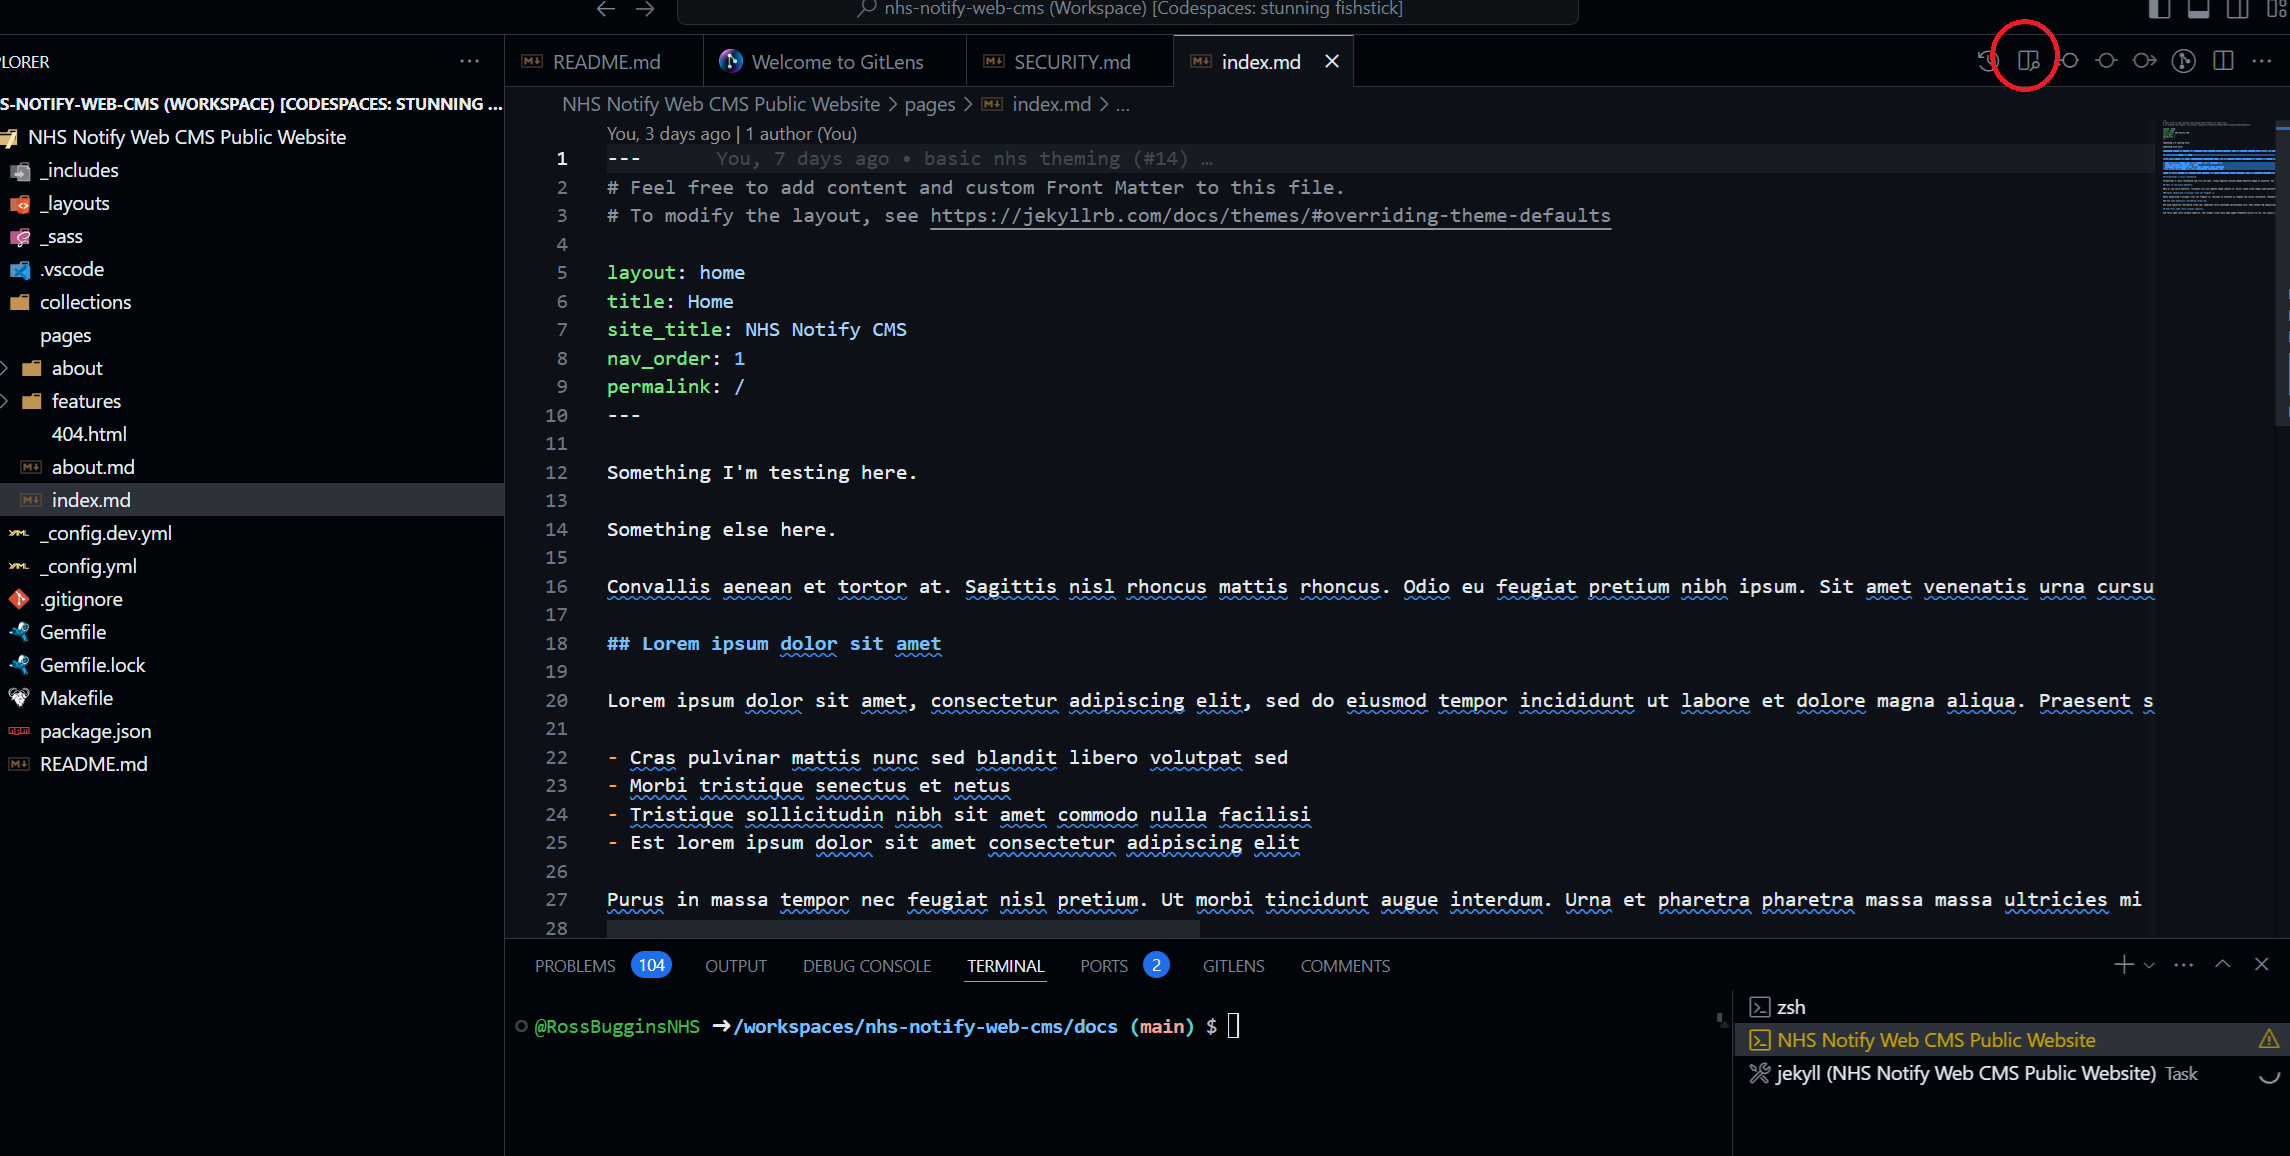 nhs-notify-web-cms (Workspace) [Codespaces: stunning fishstick]
PLORER
README.md
Welcome to GitLens
SECURITY.md
index.md
S-NOTIFY-WEB-CMS (WORKSPACE) [CODESPACES: STUNNING ...
NHS Notify Web CMS Public Website
_includes
_layouts
_sass
.vscode
collections
pages
about
features
404.html
about.md
index.md
_config.dev.yml
_config.yml
.gitignore
Gemfile
Gemfile.lock
Makefile
package.json
README.md
NHS Notify Web CMS Public Website > pages > index.md > ...
You, 3 days ago | 1 author (You)
1 --- You, 7 days ago • basic nhs theming (#14) …
2 # Feel free to add content and custom Front Matter to this file.
3 # To modify the layout, see https://jekyllrb.com/docs/themes/#overriding-theme-defaults
4
5 layout: home
6 title: Home
7 site_title: NHS Notify CMS
8 nav_order: 1
9 permalink: /
10 ---
11
12 Something I'm testing here.
13
14 Something else here.
15
16 Convallis aenean et tortor at. Sagittis nisl rhoncus mattis rhoncus. Odio eu feugiat pretium nibh ipsum. Sit amet venenatis urna cursu
17
18 ## Lorem ipsum dolor sit amet
19
20 Lorem ipsum dolor sit amet, consectetur adipiscing elit, sed do eiusmod tempor incididunt ut labore et dolore magna aliqua. Praesent s
21
22 - Cras pulvinar mattis nunc sed blandit libero volutpat sed
23 - Morbi tristique senectus et netus
24 - Tristique sollicitudin nibh sit amet commodo nulla facilisi
25 - Est lorem ipsum dolor sit amet consectetur adipiscing elit
26
27 Purus in massa tempor nec feugiat nisl pretium. Ut morbi tincidunt augue interdum. Urna et pharetra pharetra massa massa ultricies mi
28
PROBLEMS 104 OUTPUT DEBUG CONSOLE TERMINAL PORTS 2 GITLENS COMMENTS
@RossBugginsNHS ➜/workspaces/nhs-notify-web-cms/docs (main) $
zsh
NHS Notify Web CMS Public Website
jekyll (NHS Notify Web CMS Public Website) Task